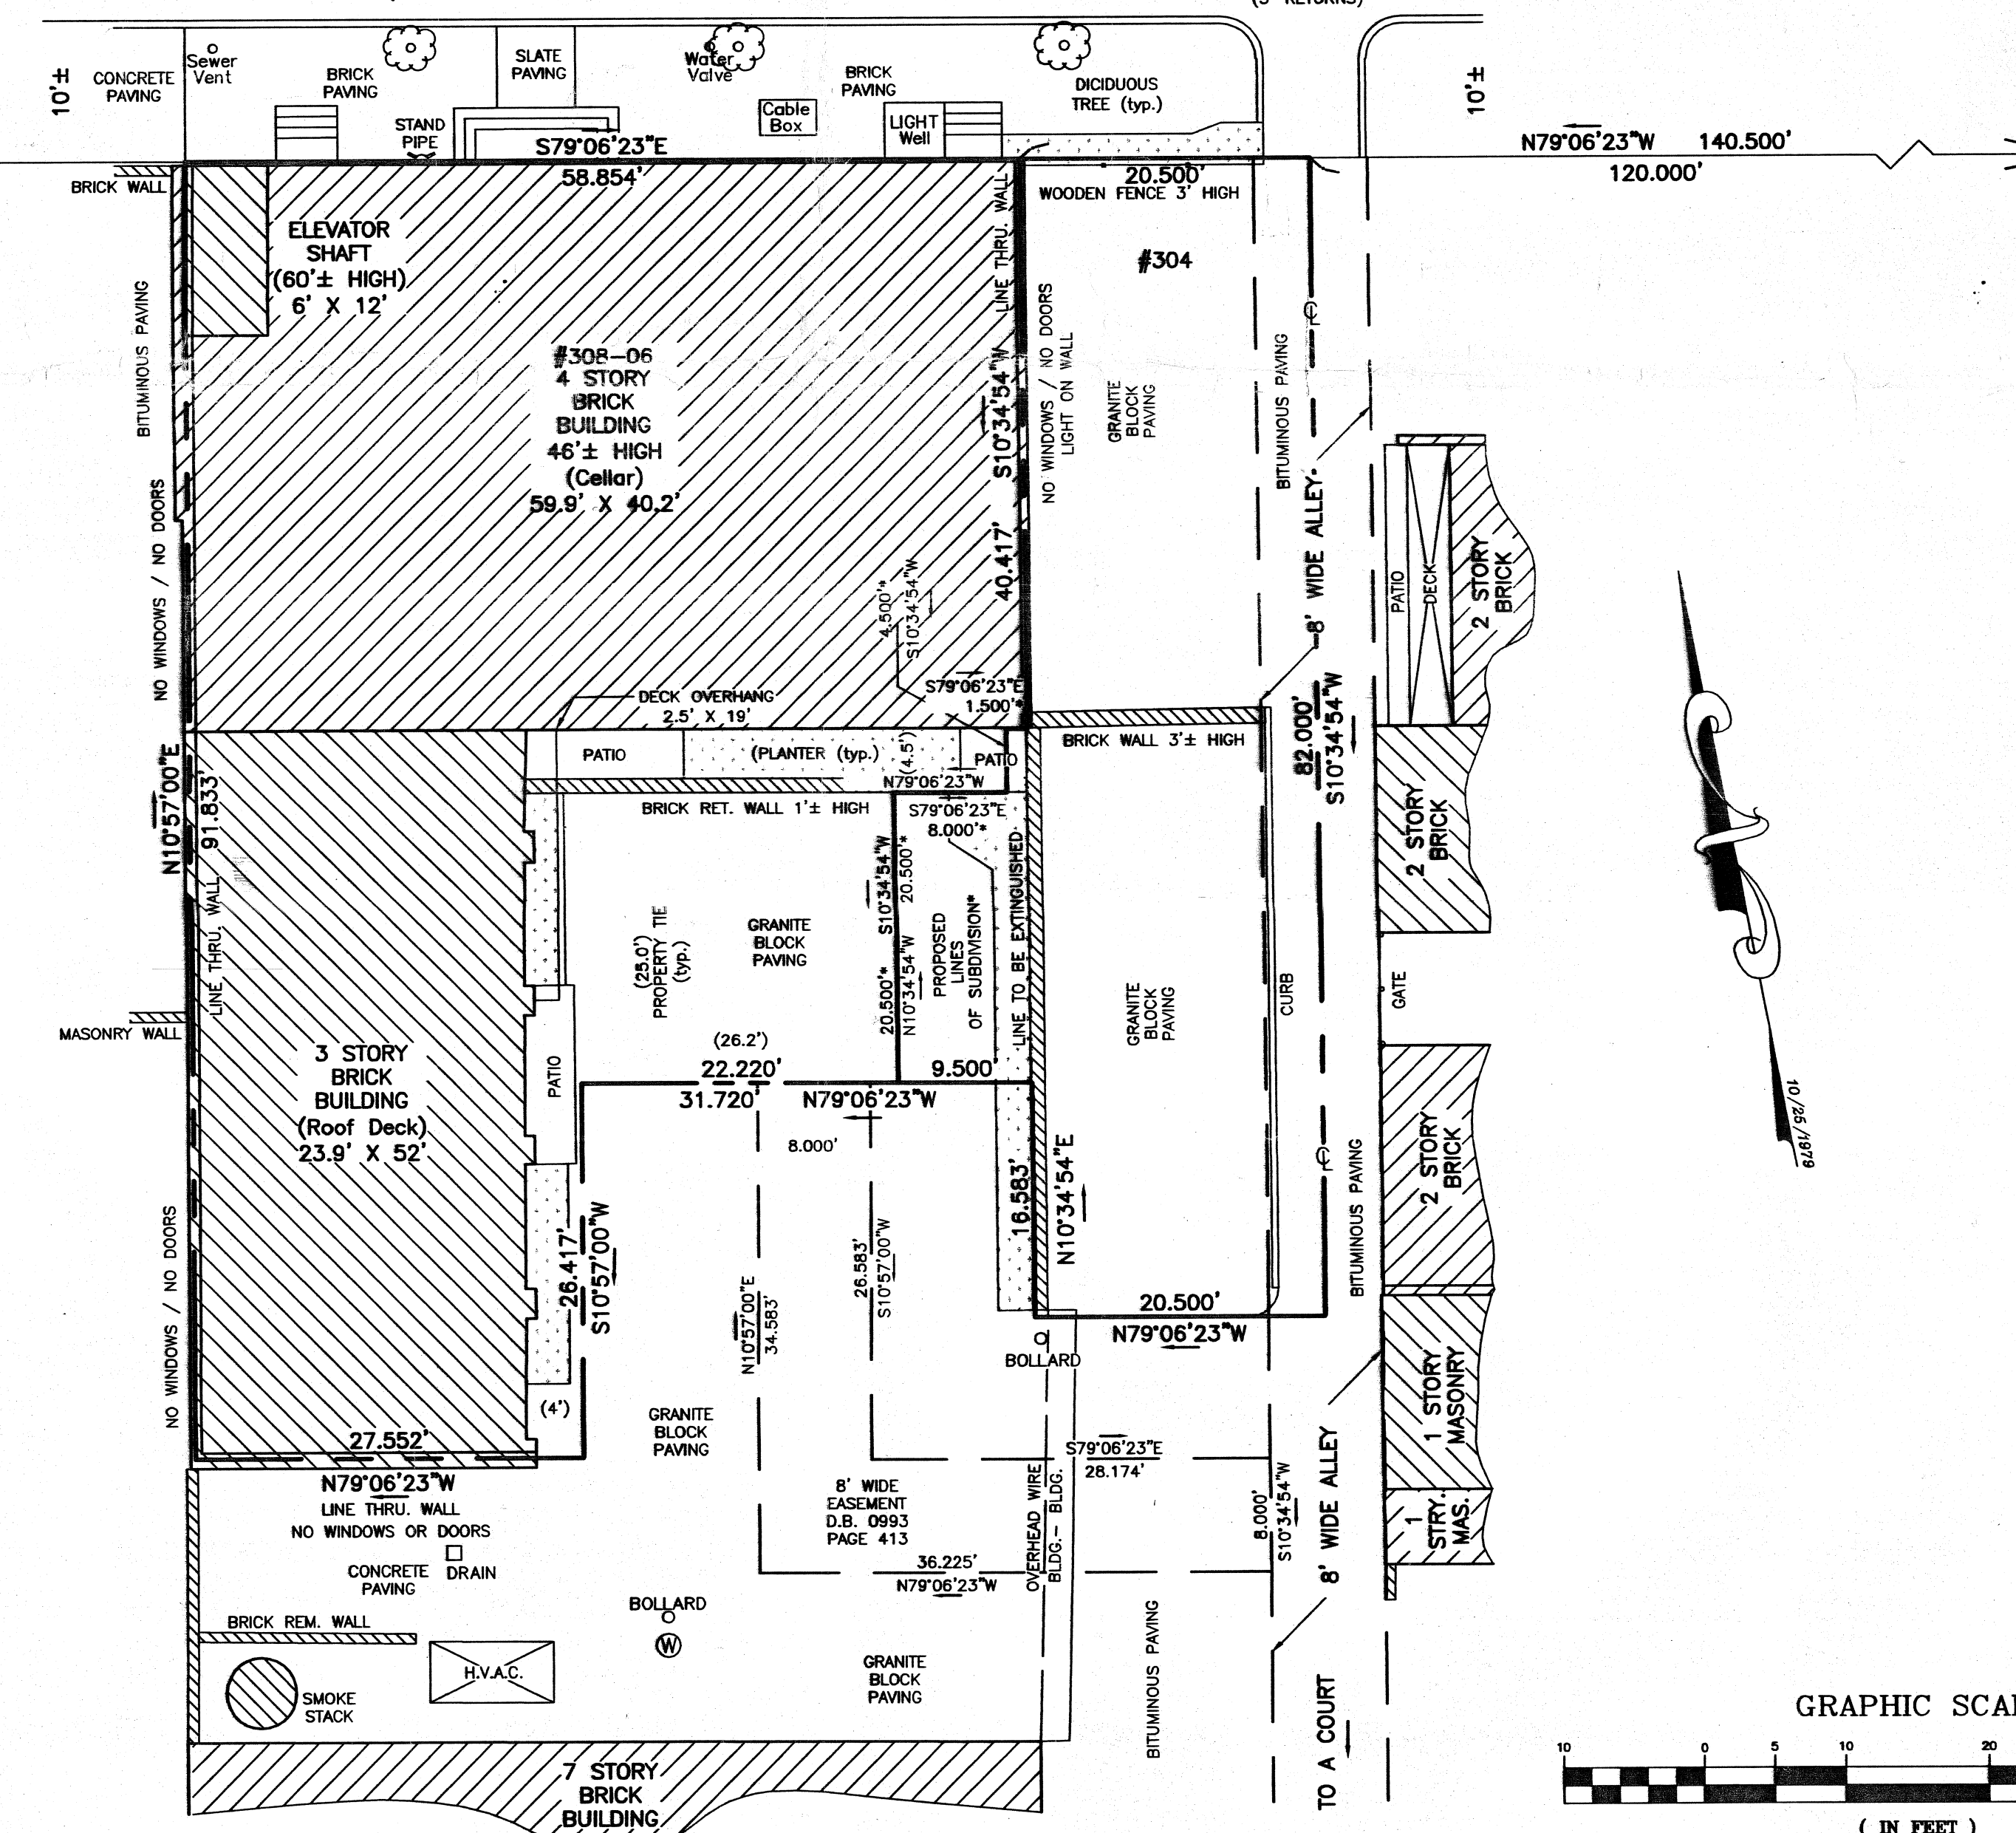 (5' RETURNS)
10'±
CONCRETE
PAVING
Sewer
Vent
BRICK
PAVING
STAND
PIPE
SLATE
PAVING
Water
Valve
Cable
Box
BRICK
PAVING
LIGHT
Well
DICIDUOUS
TREE (typ.)
10'±
S79°06'23"E
58.854'
20.500'
WOODEN FENCE 3' HIGH
N79°06'23"W 140.500'
120.000'
BRICK WALL
ELEVATOR
SHAFT
(60'± HIGH)
6' X 12'
BITUMINOUS PAVING
NO WINDOWS / NO DOORS
#308-06
4 STORY
BRICK
BUILDING
46'± HIGH
(Cellar)
59.9' X 40.2'
LINE THRU. WALL
S10°34'54"W
40.417'
NO WINDOWS / NO DOORS
LIGHT ON WALL
#304
GRANITE
BLOCK
PAVING
BITUMINOUS PAVING
8' WIDE ALLEY
PATIO
DECK
2 STORY
BRICK
4.500'*
S10°34'54"W
S79°06'23"E
1.500'*
DECK OVERHANG
2.5' X 19'
PATIO
(PLANTER (typ.)
(4.5')
PATIO
N79°06'23"W
BRICK WALL 3'± HIGH
82.000'
S10°34'54"W
BRICK RET. WALL 1'± HIGH
S79°06'23"E
8.000'*
N10°57'00"E
91.833'
LINE THRU. WALL
S10°34'54"W
20.500'*
20.500'*
N10°34'54"W
PROPOSED
LINES
OF SUBDIVISION*
LINE TO BE EXTINGUISHED
(25.0')
PROPERTY TIE
(typ.)
GRANITE
BLOCK
PAVING
GRANITE
BLOCK
PAVING
CURB
GATE
2 STORY
BRICK
MASONRY WALL
3 STORY
BRICK
BUILDING
(Roof Deck)
23.9' X 52'
PATIO
(26.2')
22.220'
9.500'
31.720'
N79°06'23"W
8.000'
16.583'
N10°34'54"E
2 STORY
BRICK
BITUMINOUS PAVING
10/25/1979
NO WINDOWS / NO DOORS
26.417'
S10°57'00"W
N10°57'00"E
34.583'
26.583'
S10°57'00"W
20.500'
N79°06'23"W
BOLLARD
1 STORY
MASONRY
(4')
27.552'
N79°06'23"W
LINE THRU. WALL
NO WINDOWS OR DOORS
GRANITE
BLOCK
PAVING
S79°06'23"E
28.174'
8' WIDE
EASEMENT
D.B. 0993
PAGE 413
OVERHEAD WIRE
BLDG.- BLDG.
8.000'
S10°34'54"W
8' WIDE ALLEY
1
STRY.
MAS.
CONCRETE
PAVING
DRAIN
36.225'
N79°06'23"W
BRICK REM. WALL
BOLLARD
W
H.V.A.C.
SMOKE
STACK
GRANITE
BLOCK
PAVING
BITUMINOUS PAVING
TO A COURT
7 STORY
BRICK
BUILDING
GRAPHIC SCA
10 0 5 10 20
( IN FEET )